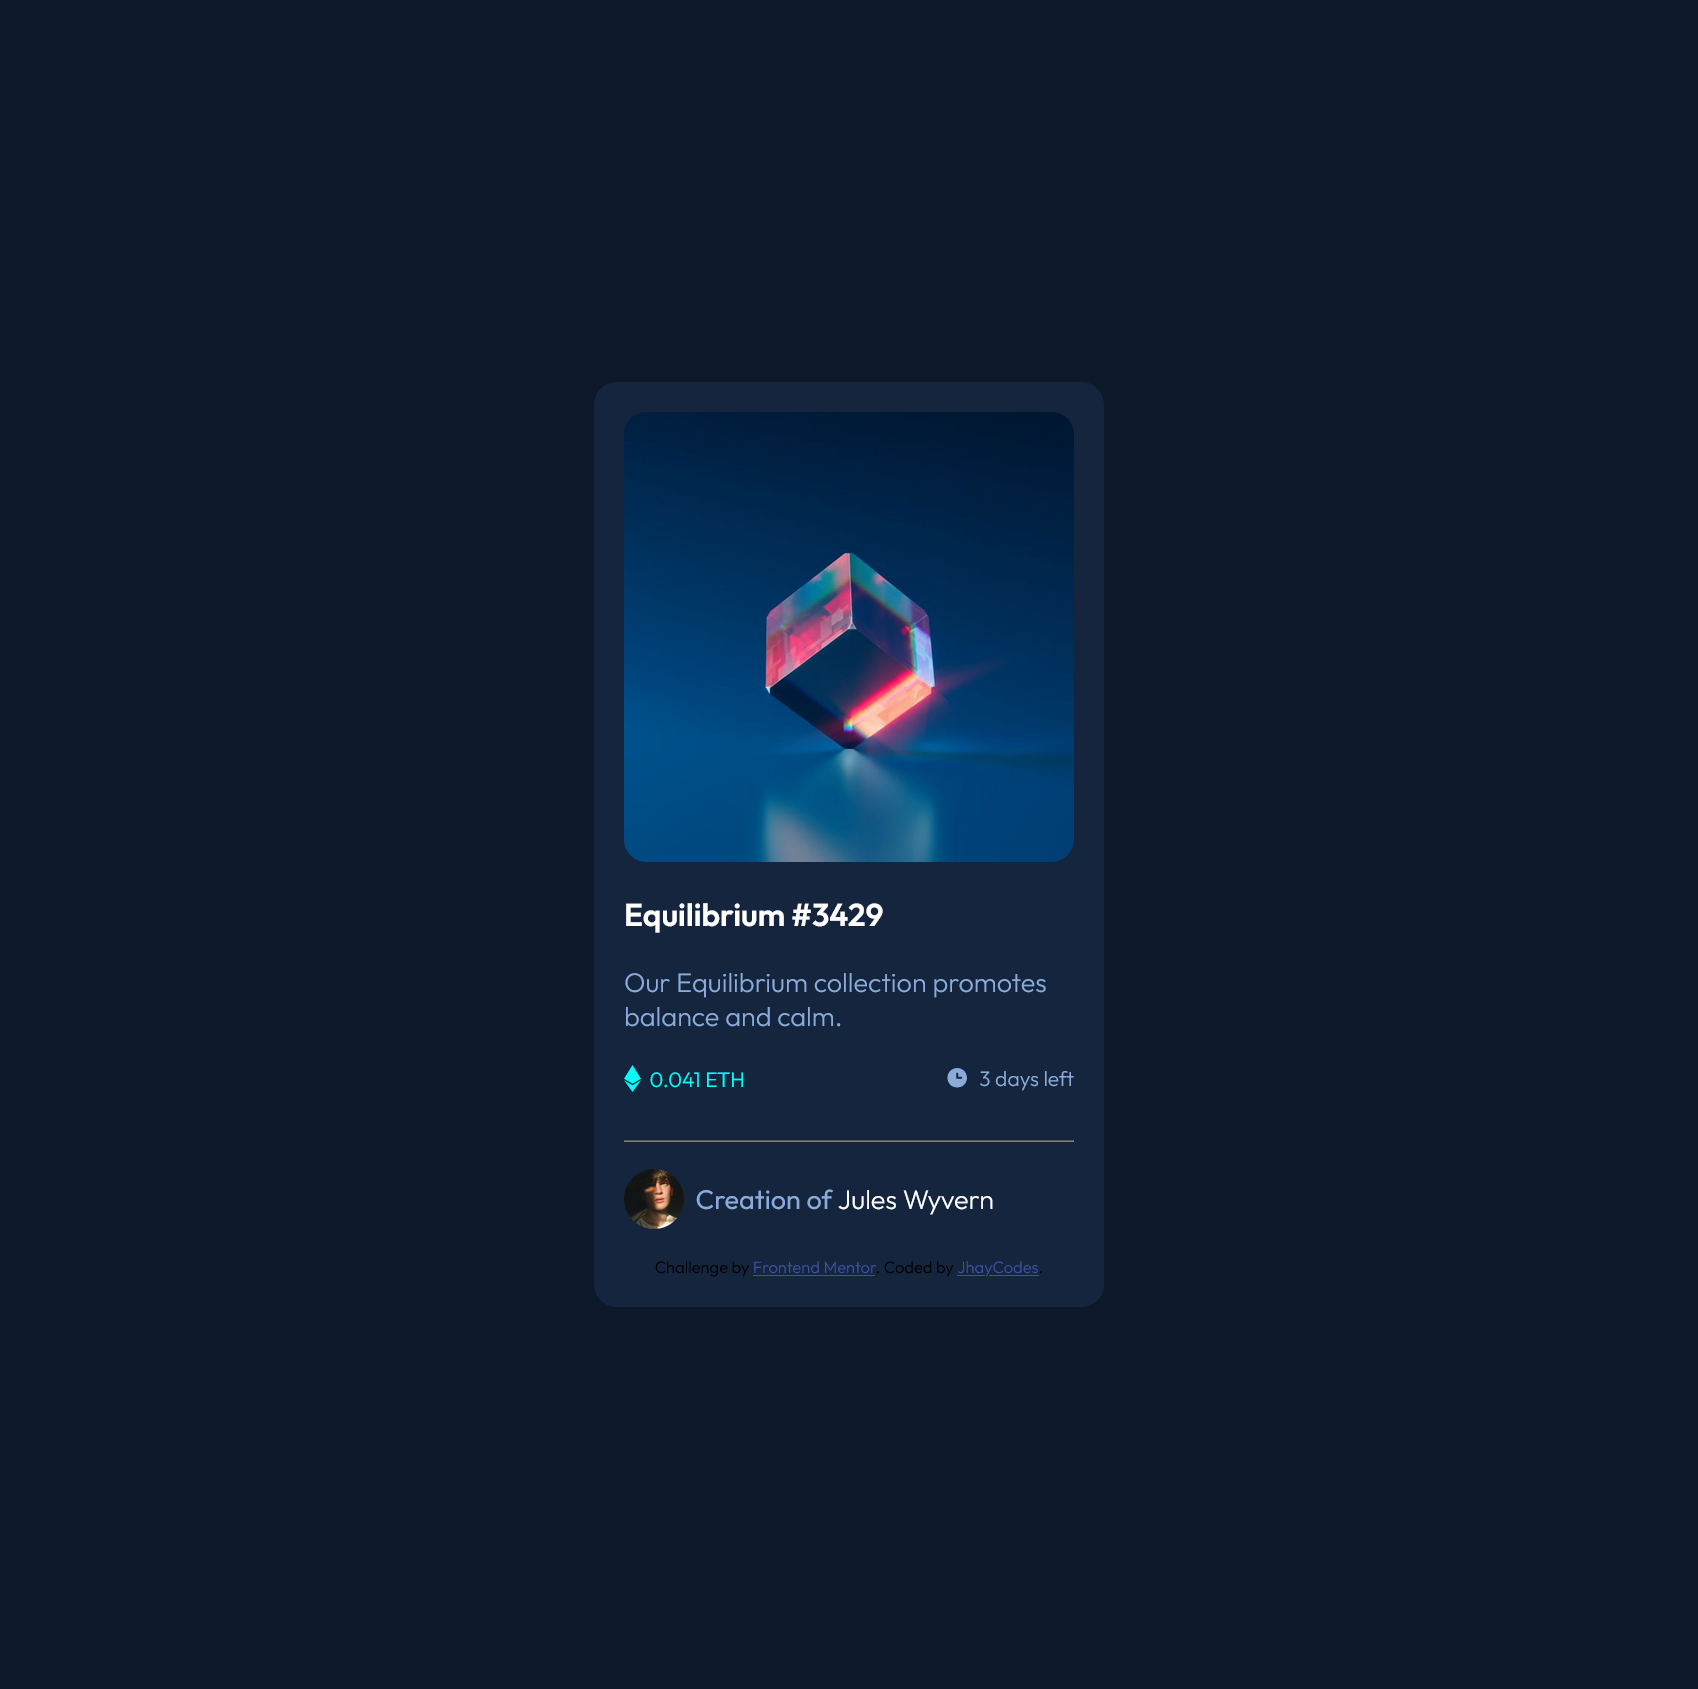 Equilibrium #3429
Our Equilibrium collection promotes
balance and calm.
0.041 ETH
3 days left
Creation of Jules Wyvern
Challenge by Frontend Mentor. Coded by JhayCodes.